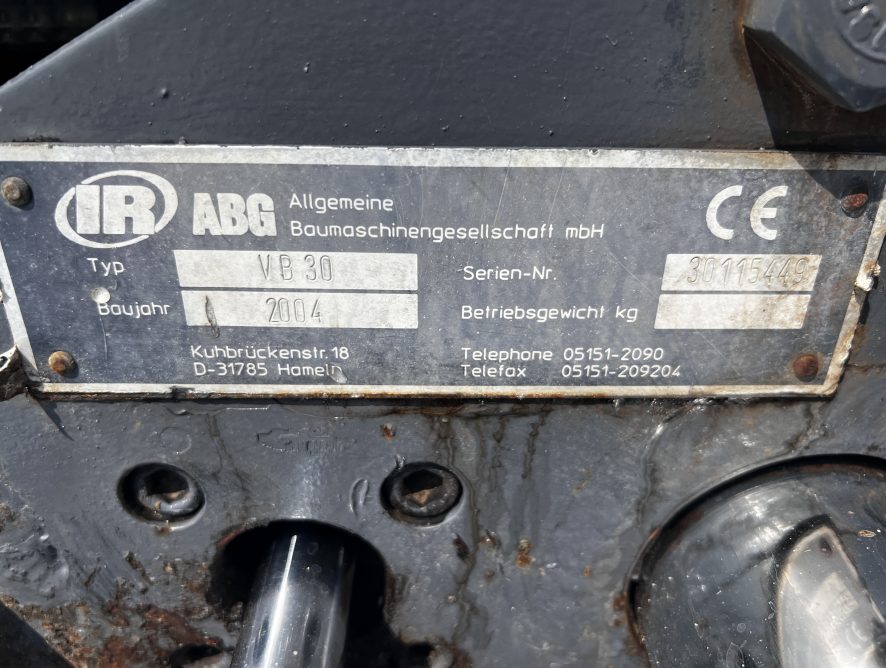 IR ABG Allgemeine
Baumaschinengesellschaft mbH
CE
Typ VB 30
Serien-Nr. 30115449
Baujahr 2004
Betriebsgewicht kg
Kuhbrückenstr.18
D-31785 Hameln
Telephone 05151-2090
Telefax 05151-209204